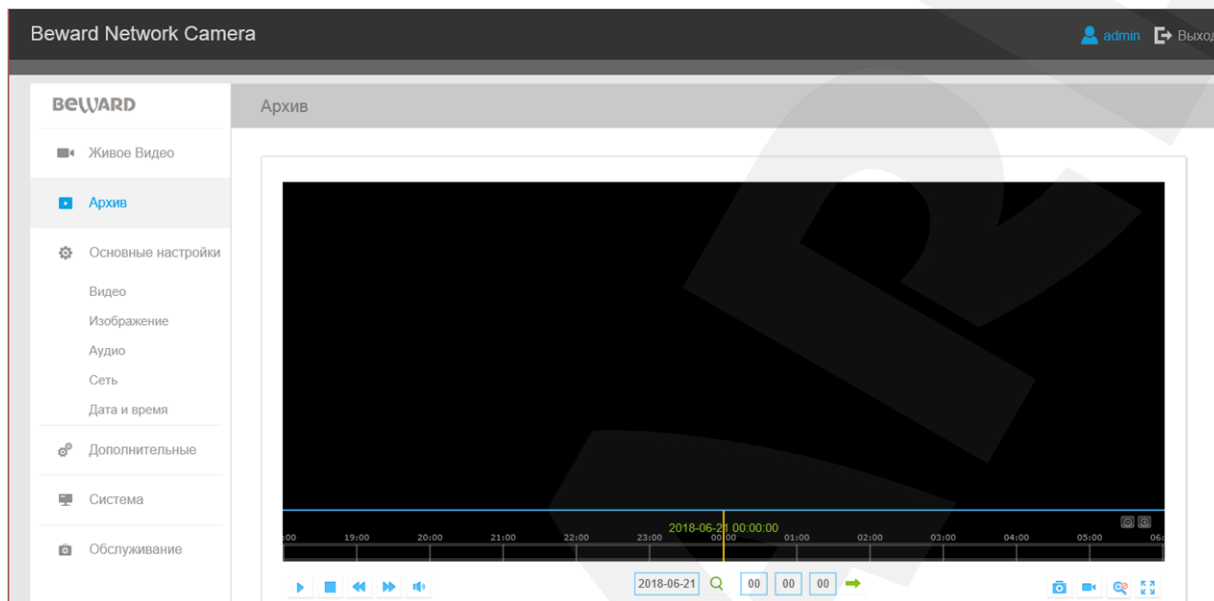 Beward Network Camera
admin Выход
BEWARD
Архив
Живое Видео
Архив
Основные настройки
Видео
Изображение
Аудио
Сеть
Дата и время
Дополнительные
Система
Обслуживание
2018-06-21 00:00:00
:00 19:00 20:00 21:00 22:00 23:00 00:00 01:00 02:00 03:00 04:00 05:00 06:
2018-06-21 00 00 00